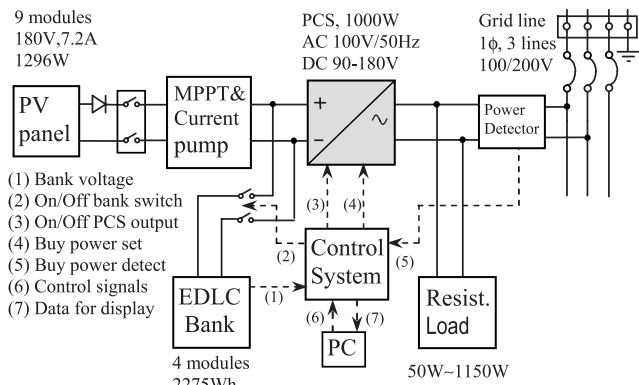 9 modules
180V,7.2A
1296W
PCS, 1000W
AC 100V/50Hz
DC 90-180V
Grid line
1ϕ, 3 lines
100/200V
PV
panel
MPPT&
Current
pump
+
−
~
Power
Detector
(1) Bank voltage
(2) On/Off bank switch
(3) On/Off PCS output
(4) Buy power set
(5) Buy power detect
(6) Control signals
(7) Data for display
(3)
(4)
(2)
(5)
Control
System
(1)
EDLC
Bank
(6)
(7)
PC
Resist.
Load
4 modules
2275Wh
50W~1150W